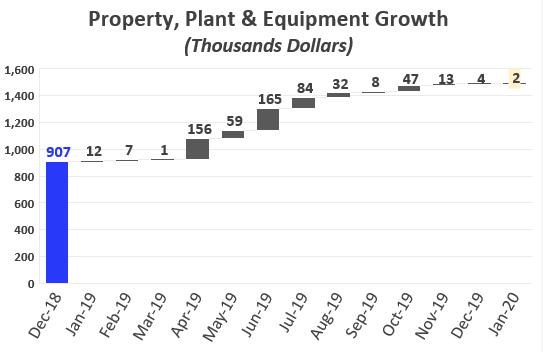 Property, Plant & Equipment Growth
(Thousands Dollars)
1,600
1,400
1,200
1,000
800
600
400
200
0
907 12 7 1 156 59 165 84 32 8 47 13 4 2
Dec-18 Jan-19 Feb-19 Mar-19 Apr-19 May-19 Jun-19 Jul-19 Aug-19 Sep-19 Oct-19 Nov-19 Dec-19 Jan-20